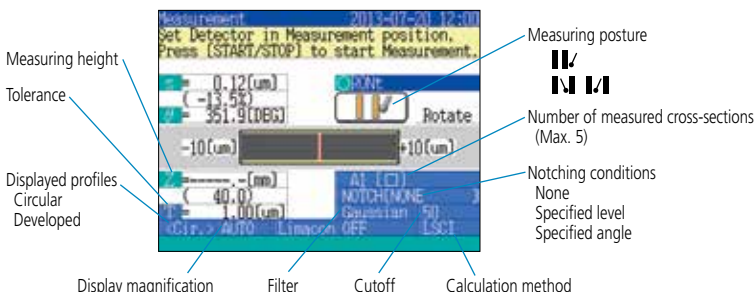 Measurement 2013-07-20 12:00
Set Detector in Measurement position.
Press [START/STOP] to start Measurement.
Measuring height
Tolerance
Displayed profiles
Circular
Developed
= 0.12[um]
( -13.5%)
= 351.9[DEG]
FRONt
Rotate
-10[um]
+10[um]
Z =-----.-[mm]
( 40.0)
= 1.00[um]
A1 [□]
NOTCH[NONE ]
Gaussian 50
<Cir.> AUTO Limacon OFF LSCI
Measuring posture
Number of measured cross-sections
(Max. 5)
Notching conditions
None
Specified level
Specified angle
Display magnification
Filter
Cutoff
Calculation method